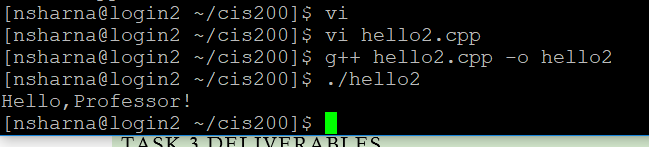 [nsharna@login2 ~/cis200]$ vi
[nsharna@login2 ~/cis200]$ vi hello2.cpp
[nsharna@login2 ~/cis200]$ g++ hello2.cpp -o hello2
[nsharna@login2 ~/cis200]$ ./hello2
Hello,Professor!
[nsharna@login2 ~/cis200]$
TASK 3 DELIVERABLES